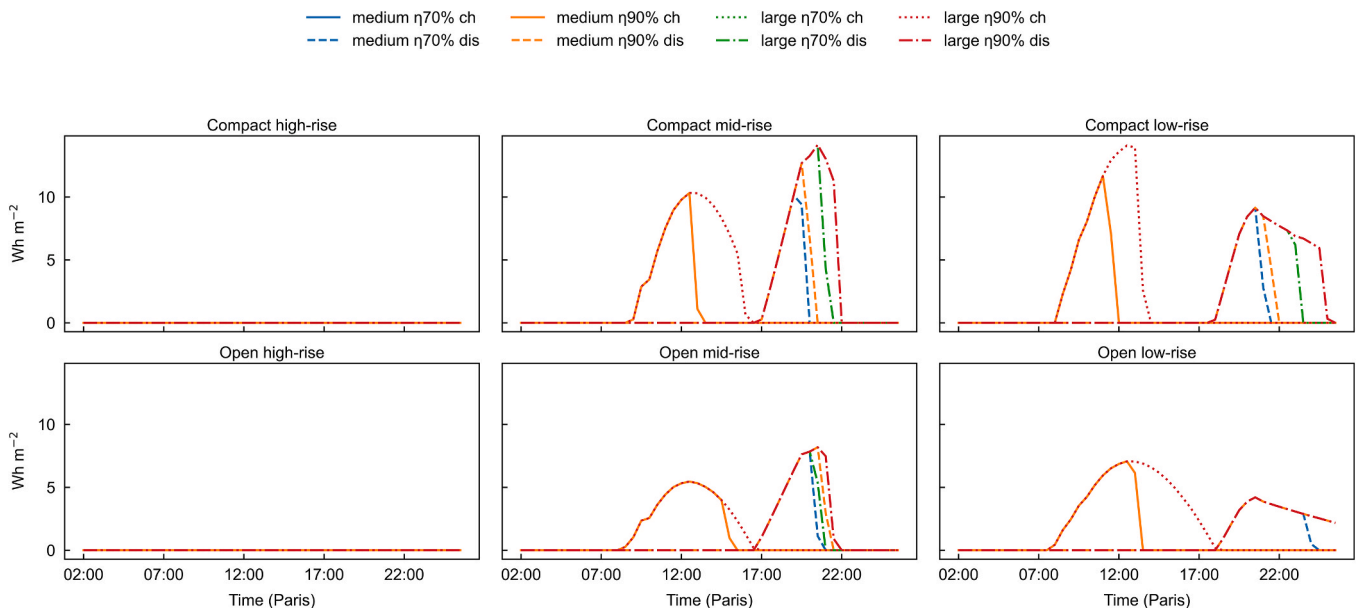 medium η70% ch medium η90% ch large η70% ch large η90% ch
medium η70% dis medium η90% dis large η70% dis large η90% dis
Compact high-rise Compact mid-rise Compact low-rise
10
5
0
Wh m⁻²
Open high-rise Open mid-rise Open low-rise
10
5
0
Wh m⁻²
02:00 07:00 12:00 17:00 22:00 02:00 07:00 12:00 17:00 22:00 02:00 07:00 12:00 17:00 22:00
Time (Paris) Time (Paris) Time (Paris)